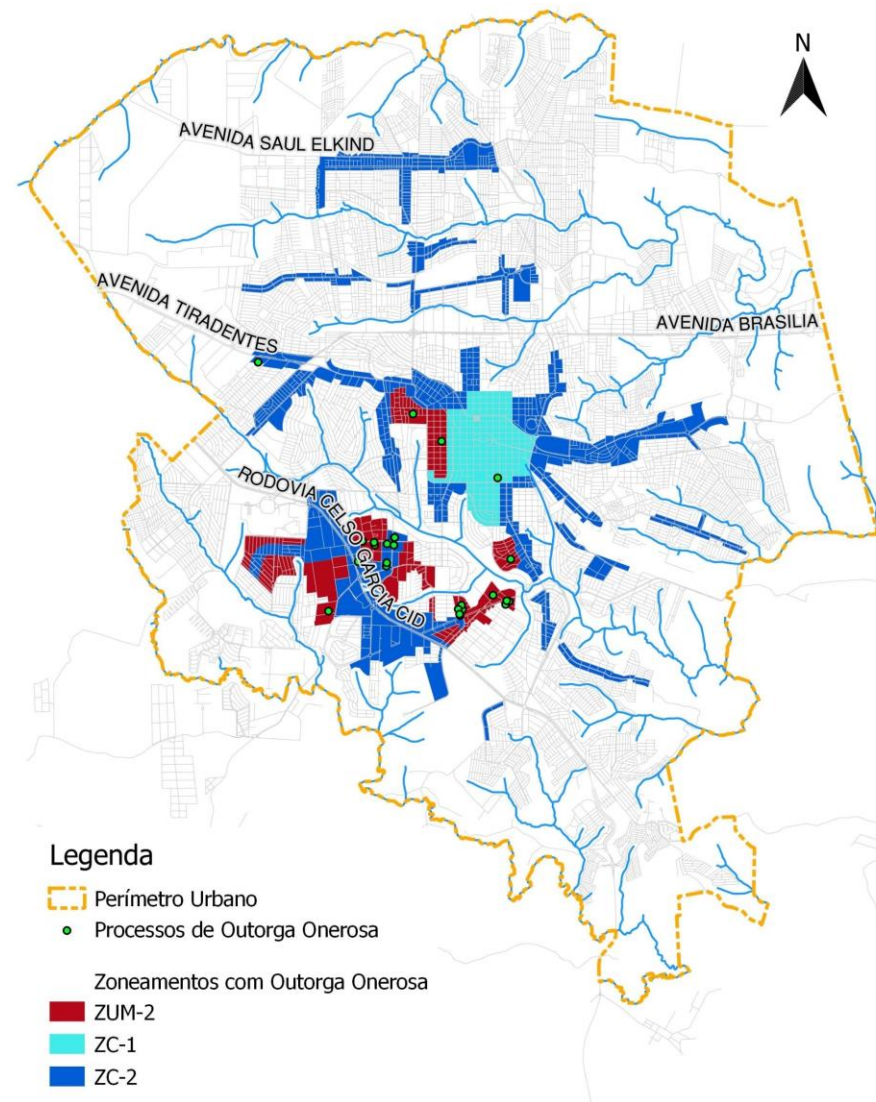 N
AVENIDA SAUL ELKIND
AVENIDA TIRADENTES
AVENIDA BRASILIA
RODOVIA CELSO GARCIA CID
Legenda
Perímetro Urbano
Processos de Outorga Onerosa
Zoneamentos com Outorga Onerosa
ZUM-2
ZC-1
ZC-2